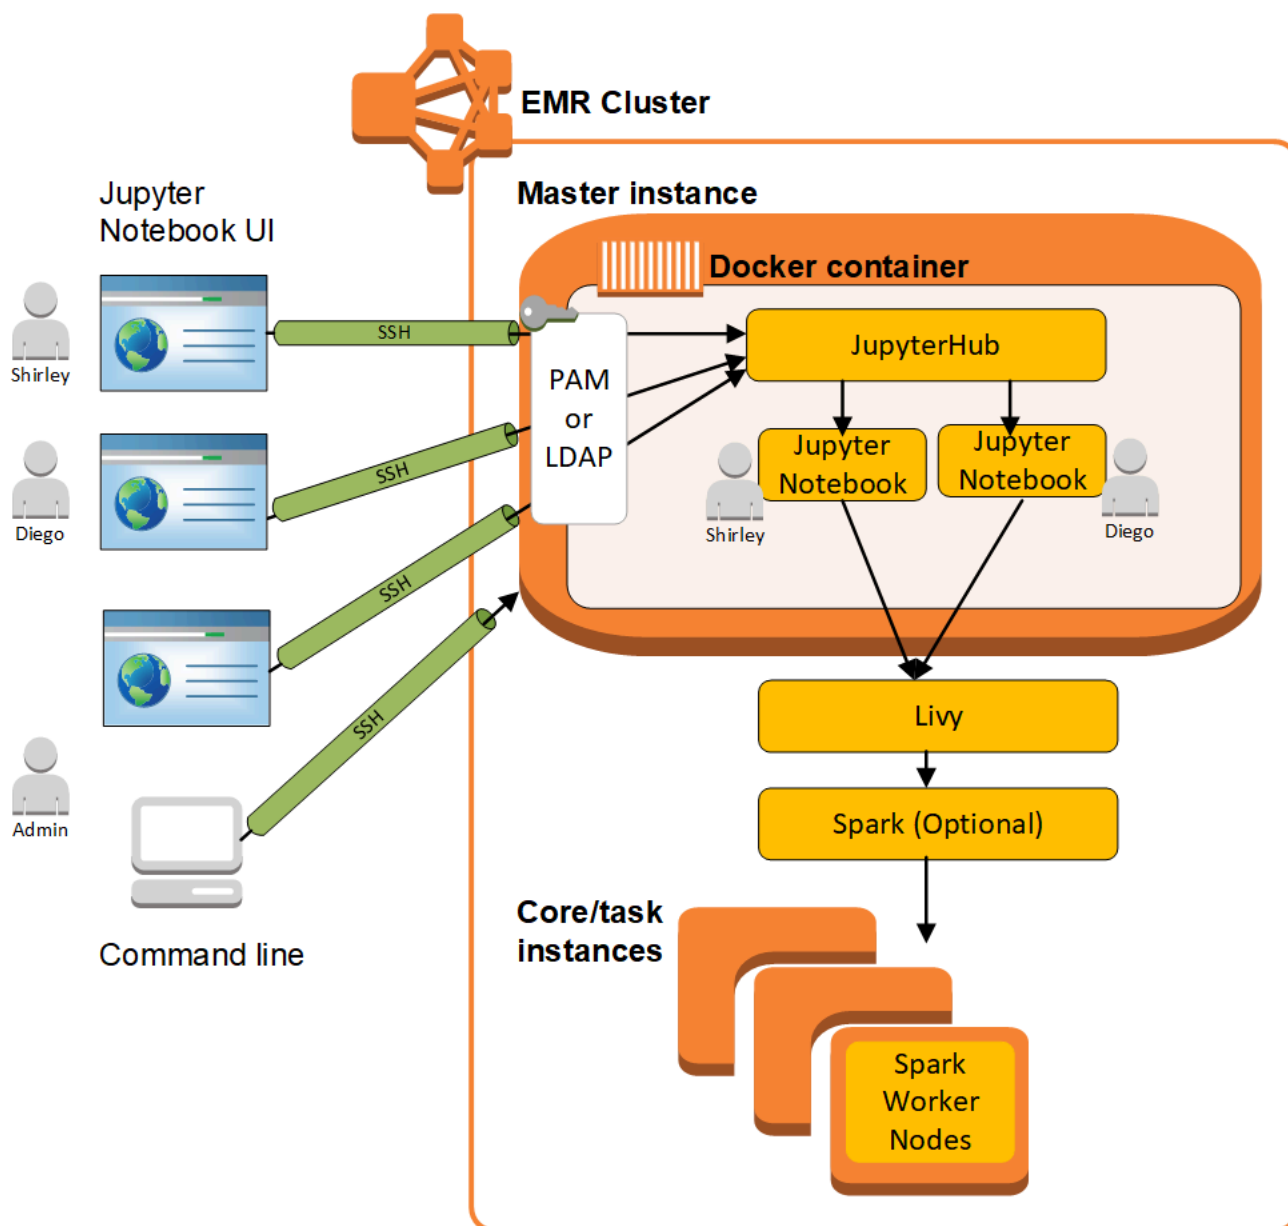 EMR Cluster
Master instance
Jupyter
Notebook UI
Docker container
SSH
JupyterHub
Shirley
PAM
or
LDAP
Jupyter
Notebook
Jupyter
Notebook
SSH
Diego
Shirley
Diego
SSH
SSH
Livy
Admin
Spark (Optional)
Command line
Core/task
instances
Spark
Worker
Nodes